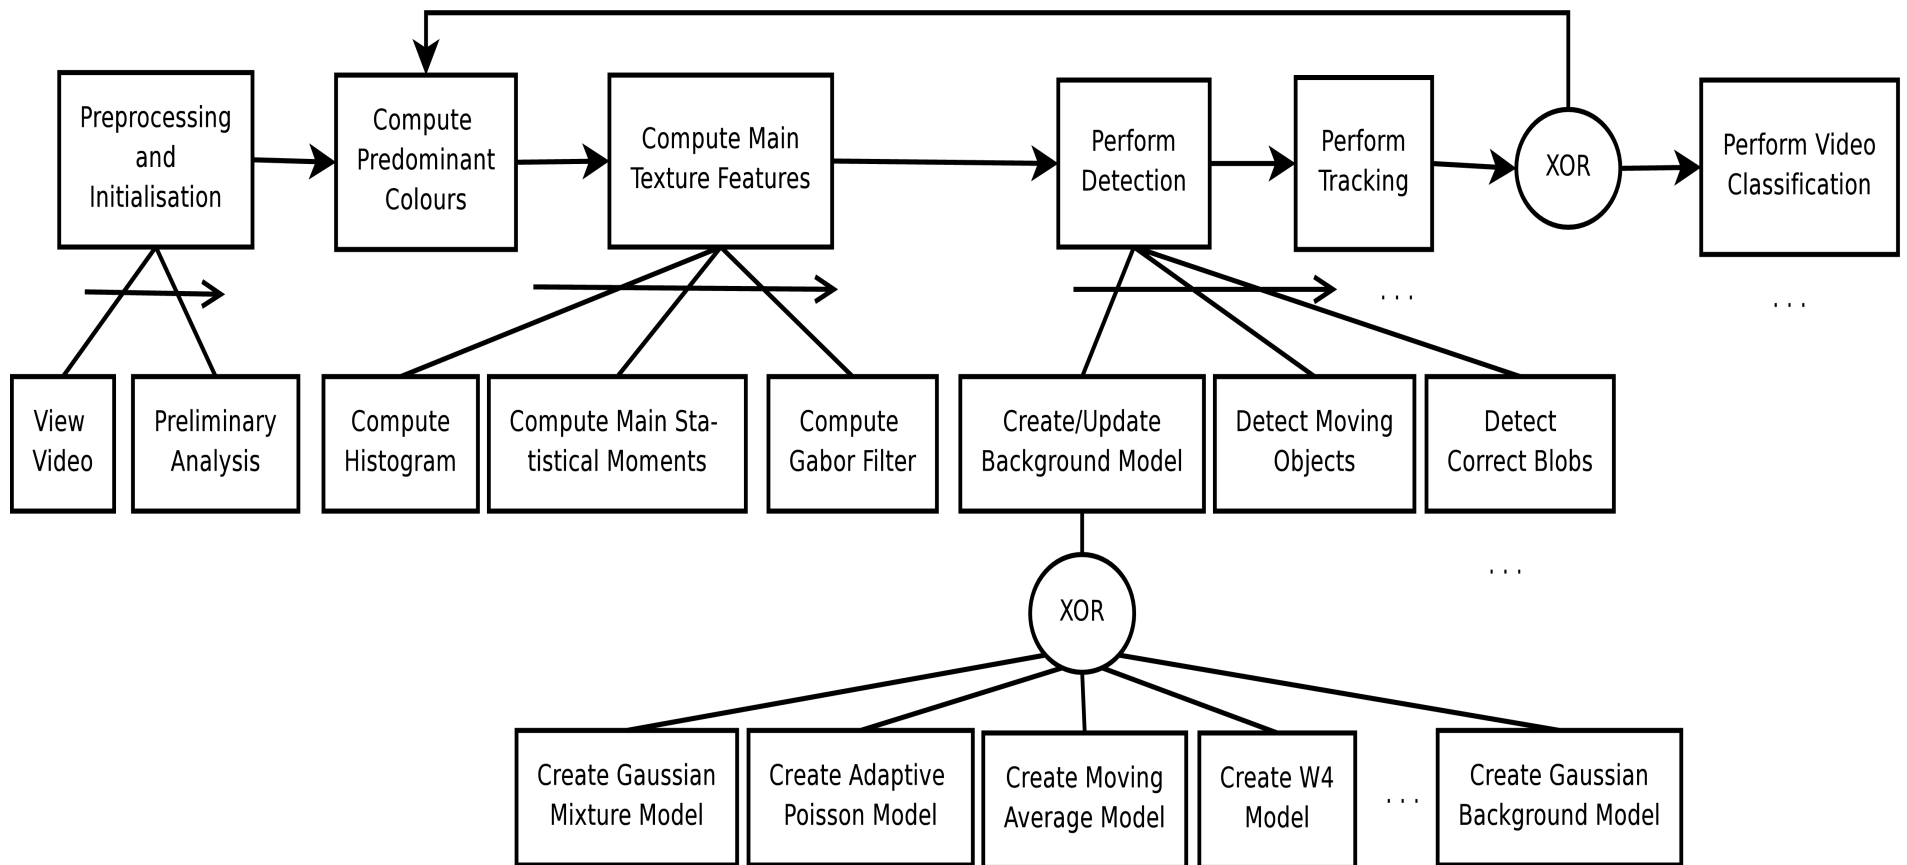 Preprocessing
and
Initialisation
Compute
Predominant
Colours
Compute Main
Texture Features
Perform
Detection
Perform
Tracking
XOR
Perform Video
Classification
. . .
. . .
View
Video
Preliminary
Analysis
Compute
Histogram
Compute Main Sta-
tistical Moments
Compute
Gabor Filter
Create/Update
Background Model
Detect Moving
Objects
Detect
Correct Blobs
. . .
XOR
Create Gaussian
Mixture Model
Create Adaptive
Poisson Model
Create Moving
Average Model
Create W4
Model
. . .
Create Gaussian
Background Model